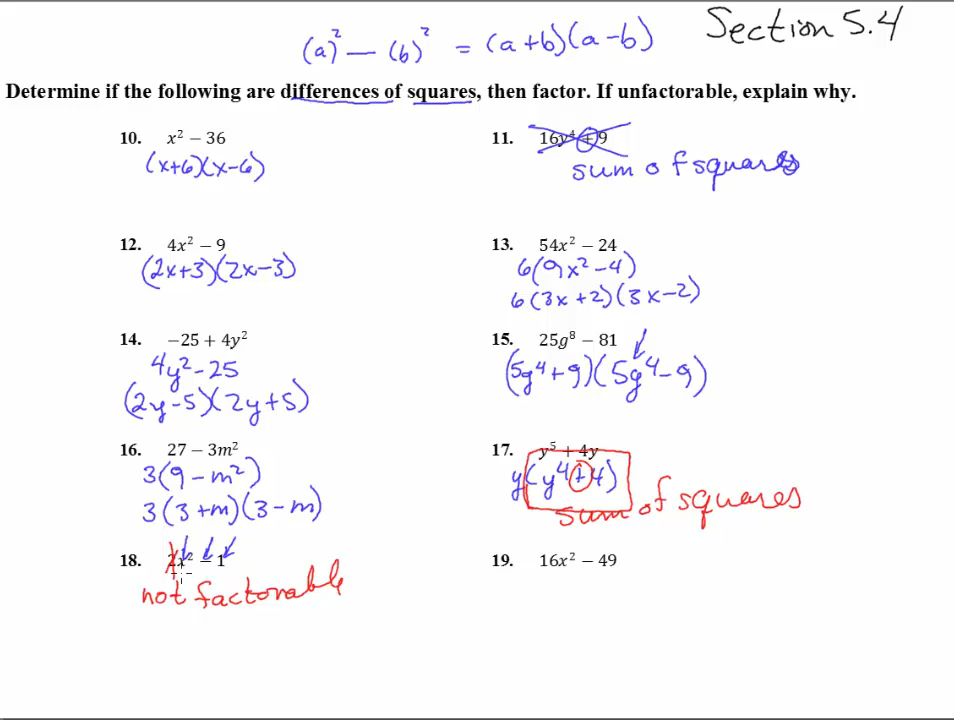 Section 5.4
(a)² − (b)² = (a+b)(a−b)
Determine if the following are differences of squares, then factor. If unfactorable, explain why.
10. x² − 36
(x+6)(x−6)
11. 16y⁴ + 9
sum of squares
12. 4x² − 9
(2x+3)(2x−3)
13. 54x² − 24
6(9x²−4)
6(3x+2)(3x−2)
14. −25 + 4y²
4y²−25
(2y−5)(2y+5)
15. 25g⁸ − 81
(5g⁴+9)(5g⁴−9)
16. 27 − 3m²
3(9−m²)
3(3+m)(3−m)
17. y⁵ + 4y
y(y⁴+4)
sum of squares
18. 2x² − 1
not factorable
19. 16x² − 49